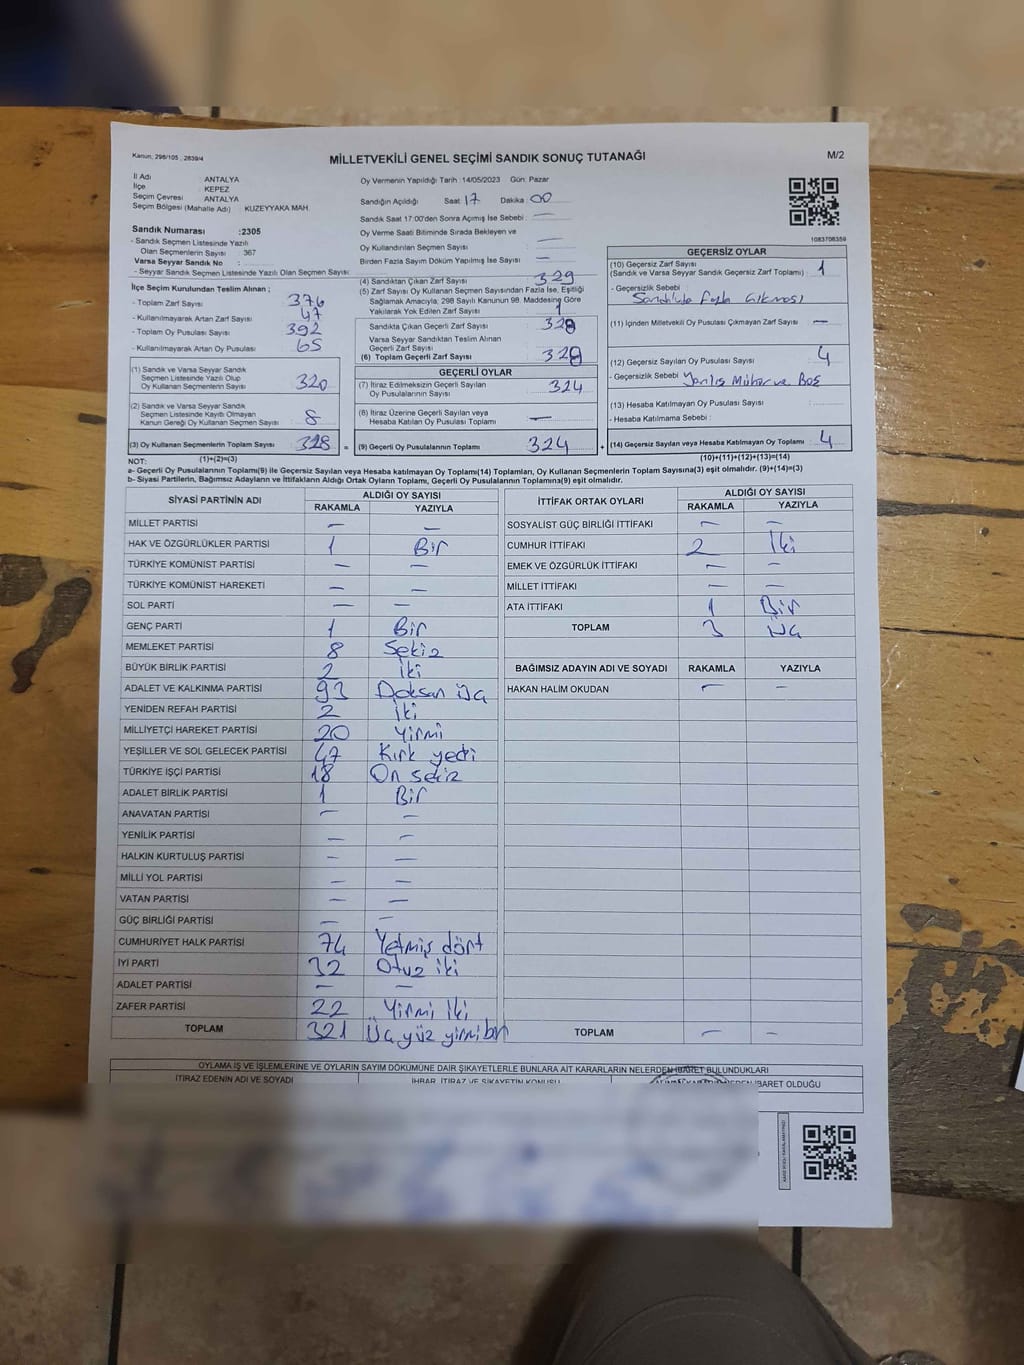 Kanun: 298/105 , 2839/4
MİLLETVEKİLİ GENEL SEÇİMİ SANDIK SONUÇ TUTANAĞI
M/2
İl Adı : ANTALYA
İlçe : KEPEZ
Seçim Çevresi : ANTALYA
Seçim Bölgesi (Mahalle Adı) : KUZEYYAKA MAH.
Oy Vermenin Yapıldığı Tarih :14/05/2023 Gün: Pazar
Sandığın Açıldığı Saat 17 Dakika 00
Sandık Saat 17:00'den Sonra Açmış İse Sebebi : —
Oy Verme Saati Bitiminde Sırada Bekleyen ve
Oy Kullandırılan Seçmen Sayısı : —
Birden Fazla Sayım Döküm Yapılmış İse Sayısı : —
1083706359
Sandık Numarası :2305
- Sandık Seçmen Listesinde Yazılı
Olan Seçmenlerin Sayısı : 367
Varsa Seyyar Sandık No :
- Seyyar Sandık Seçmen Listesinde Yazılı Olan Seçmen Sayısı
İlçe Seçim Kurulundan Teslim Alınan ;
- Toplam Zarf Sayısı : 376
- Kullanılmayarak Artan Zarf Sayısı : 47
- Toplam Oy Pusulası Sayısı : 392
- Kullanılmayarak Artan Oy Pusulası : 65
(1) Sandık ve Varsa Seyyar Sandık
Seçmen Listesinde Yazılı Olup
Oy Kullanan Seçmenlerin Sayısı 320
(2) Sandık ve Varsa Seyyar Sandık
Seçmen Listesinde Kayıtlı Olmayan
Kanun Gereği Oy Kullanan Seçmen Sayısı : 8
(3) Oy Kullanan Seçmenlerin Toplam Sayısı 328 =
(1)+(2)=(3)
(4) Sandıktan Çıkan Zarf Sayısı 329
(5) Zarf Sayısı Oy Kullanan Seçmen Sayısından Fazla İse, Eşitliği
Sağlamak Amacıyla, 298 Sayılı Kanunun 98. Maddesine Göre
Yakılarak Yok Edilen Zarf Sayısı : 1
Sandıkta Çıkan Geçerli Zarf Sayısı : 328
Varsa Seyyar Sandıktan Teslim Alınan
Geçerli Zarf Sayısı
(6) Toplam Geçerli Zarf Sayısı : 328
GEÇERLİ OYLAR
(7) İtiraz Edilmeksizin Geçerli Sayılan
Oy Pusulasının Sayısı : 324
(8) İtiraz Üzerine Geçerli Sayılan veya
Hesaba Katılan Oy Pusulası Toplamı : —
(9) Geçerli Oy Pusulalarının Toplamı 324 +
GEÇERSİZ OYLAR
(10) Geçersiz Zarf Sayısı
(Sandık ve Varsa Seyyar Sandık Geçersiz Zarf Toplamı) : 1
- Geçersizlik Sebebi :
Sandıkta Fazla Çıkması
(11) İçinden Milletvekili Oy Pusulası Çıkmayan Zarf Sayısı : —
(12) Geçersiz Sayılan Oy Pusulası Sayısı : 4
- Geçersizlik Sebebi : Yanlış Mühür ve Boş
(13) Hesaba Katılmayan Oy Pusulası Sayısı :
- Hesaba Katılmama Sebebi :
(14) Geçersiz Sayılan veya Hesaba Katılmayan Oy Toplamı : 4
(10)+(11)+(12)+(13)=(14)
NOT:
a- Geçerli Oy Pusulalarının Toplamı(9) ile Geçersiz Sayılan veya Hesaba katılmayan Oy Toplamı(14) Toplamları, Oy Kullanan Seçmenlerin Toplam Sayısına(3) eşit olmalıdır. (9)+(14)=(3)
b- Siyasi Partilerin, Bağımsız Adayların ve İttifakların Aldığı Ortak Oyların Toplamı, Geçerli Oy Pusulalarının Toplamına(9) eşit olmalıdır.
SİYASİ PARTİNİN ADI ALDIĞI OY SAYISI
RAKAMLA YAZIYLA
MİLLET PARTİSİ — —
HAK VE ÖZGÜRLÜKLER PARTİSİ 1 Bir
TÜRKİYE KOMÜNİST PARTİSİ — —
TÜRKİYE KOMÜNİST HAREKETİ — —
SOL PARTİ — —
GENÇ PARTİ 1 Bir
MEMLEKET PARTİSİ 8 Sekiz
BÜYÜK BİRLİK PARTİSİ 2 İki
ADALET VE KALKINMA PARTİSİ 93 Doksan Üç
YENİDEN REFAH PARTİSİ 2 İki
MİLLİYETÇİ HAREKET PARTİSİ 20 Yirmi
YEŞİLLER VE SOL GELECEK PARTİSİ 47 Kırk yedi
TÜRKİYE İŞÇİ PARTİSİ 18 On sekiz
ADALET BİRLİK PARTİSİ 1 Bir
ANAVATAN PARTİSİ — —
YENİLİK PARTİSİ — —
HALKIN KURTULUŞ PARTİSİ — —
MİLLİ YOL PARTİSİ — —
VATAN PARTİSİ — —
GÜÇ BİRLİĞİ PARTİSİ — —
CUMHURİYET HALK PARTİSİ 74 Yetmiş dört
İYİ PARTİ 32 Otuz iki
ADALET PARTİSİ — —
ZAFER PARTİSİ 22 Yirmi İki
TOPLAM 321 Üç yüz yirmi bir
İTTİFAK ORTAK OYLARI ALDIĞI OY SAYISI
RAKAMLA YAZIYLA
SOSYALİST GÜÇ BİRLİĞİ İTTİFAKI — —
CUMHUR İTTİFAKI 2 İki
EMEK VE ÖZGÜRLÜK İTTİFAKI — —
MİLLET İTTİFAKI — —
ATA İTTİFAKI 1 Bir
TOPLAM 3 Üç
BAĞIMSIZ ADAYIN ADI VE SOYADI RAKAMLA YAZIYLA
HAKAN HALİM OKUDAN — —
TOPLAM — —
OYLAMA İŞ VE İŞLEMLERİNE VE OYLARIN SAYIM DÖKÜMÜNE DAİR ŞİKAYETLERLE BUNLARA AİT KARARLARIN NELERDEN İBARET BULUNDUKLARI
İTİRAZ EDENİN ADI VE SOYADI İHBAR, İTİRAZ VE ŞİKAYETİN KONUSU İBARET OLDUĞU